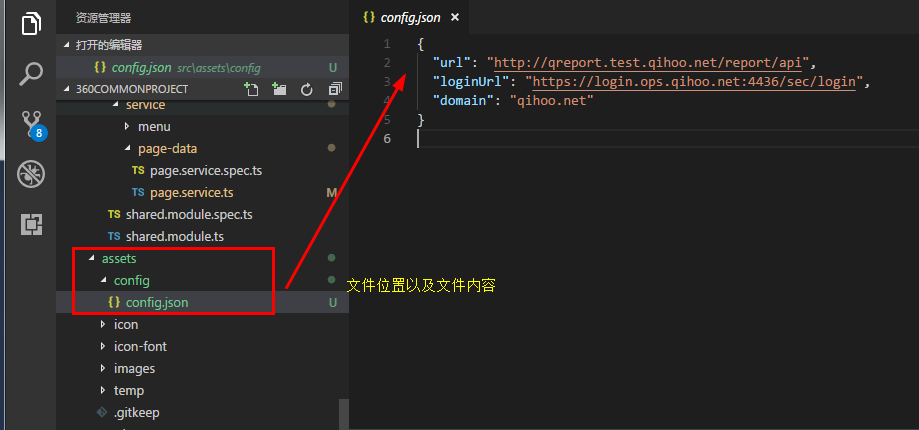 资源管理器
打开的编辑器
{} config.json src\assets\config U
360COMMONPROJECT
service
menu
page-data
TS page.service.spec.ts
TS page.service.ts M
TS shared.module.spec.ts
TS shared.module.ts
assets
config
{} config.json U
icon
icon-font
images
temp
.gitkeep
8
{} config.json ×
1 {
2 "url": "http://qreport.test.qihoo.net/report/api",
3 "loginUrl": "https://login.ops.qihoo.net:4436/sec/login",
4 "domain": "qihoo.net"
5 }
6
文件位置以及文件内容